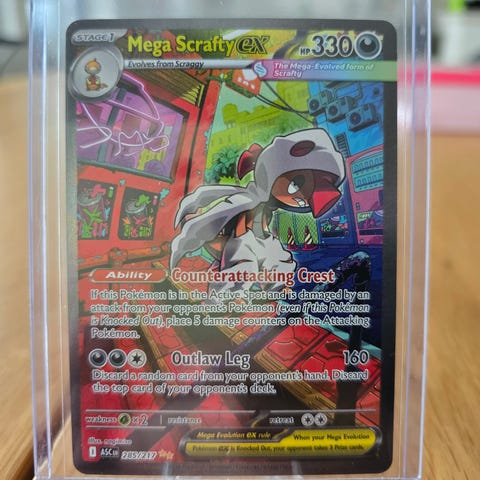 STAGE 1
Mega Scrafty ex
HP 330
Evolves from Scraggy
The Mega-Evolved form of
Scrafty
Ability Counterattacking Crest
If this Pokémon is in the Active Spot and is damaged by an
attack from your opponent's Pokémon (even if this Pokémon
is Knocked Out), place 5 damage counters on the Attacking
Pokémon.
Outlaw Leg 160
Discard a random card from your opponent's hand. Discard
the top card of your opponent's deck.
weakness ×2 resistance retreat
Illus. nagimiso
Mega Evolution ex rule
When your Mega Evolution
Pokémon ex is Knocked Out, your opponent takes 3 Prize cards.
ASC EN 285/217